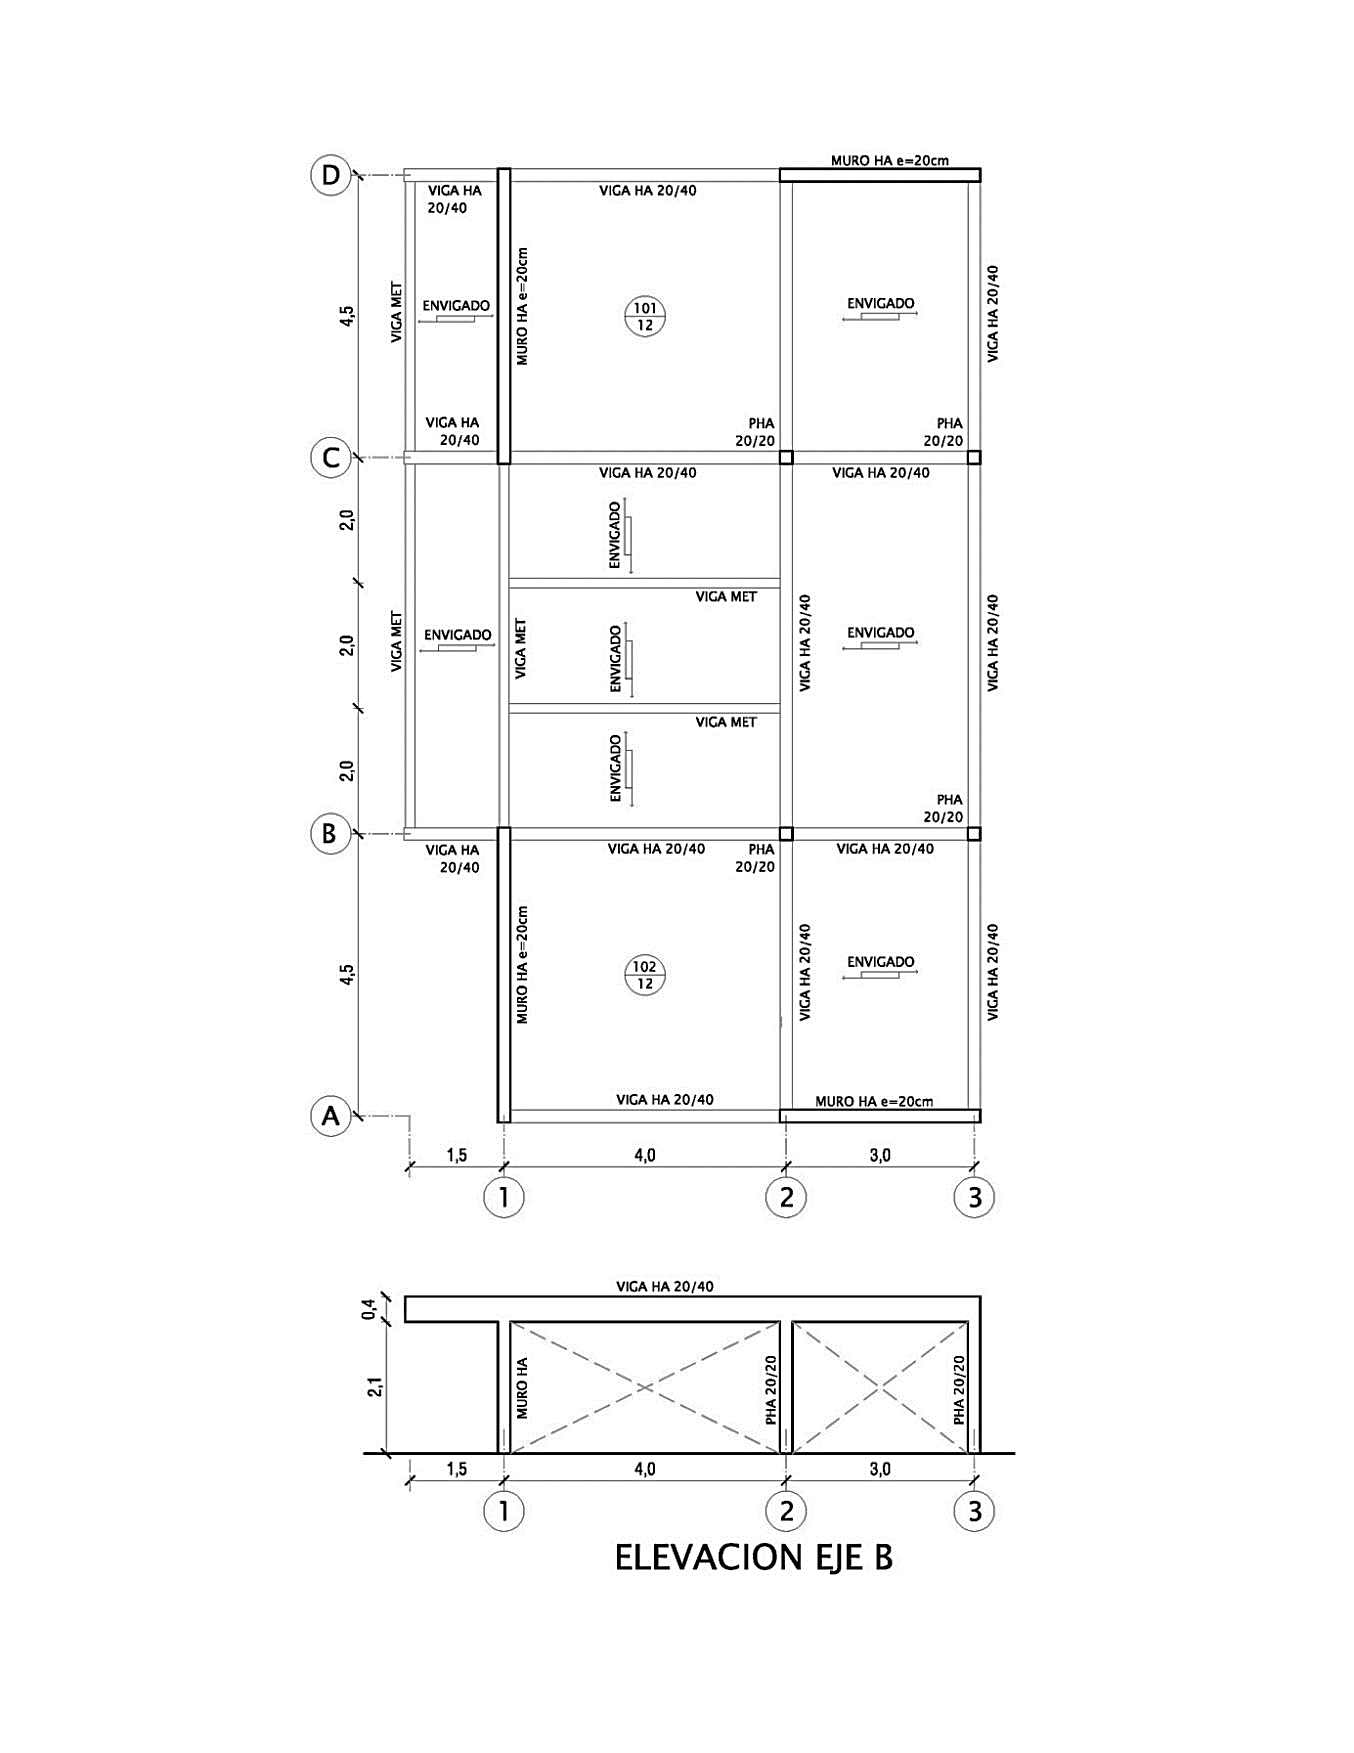 MURO HA e=20cm
D
VIGA HA
20/40
VIGA HA 20/40
VIGA MET
4,5
ENVIGADO
MURO HA e=20cm
101
12
ENVIGADO
VIGA HA 20/40
VIGA HA
20/40
PHA
20/20
PHA
20/20
C
VIGA HA 20/40
VIGA HA 20/40
2,0
ENVIGADO
VIGA MET
2,0
VIGA MET
ENVIGADO
VIGA MET
ENVIGADO
VIGA HA 20/40
ENVIGADO
VIGA HA 20/40
VIGA MET
2,0
ENVIGADO
PHA
20/20
B
VIGA HA
20/40
VIGA HA 20/40
PHA
20/20
VIGA HA 20/40
4,5
MURO HA e=20cm
102
12
VIGA HA 20/40
ENVIGADO
VIGA HA 20/40
VIGA HA 20/40
MURO HA e=20cm
A
1,5
4,0
3,0
1
2
3
VIGA HA 20/40
0,4
2,1
MURO HA
PHA 20/20
PHA 20/20
1,5
4,0
3,0
1
2
3
ELEVACION EJE B